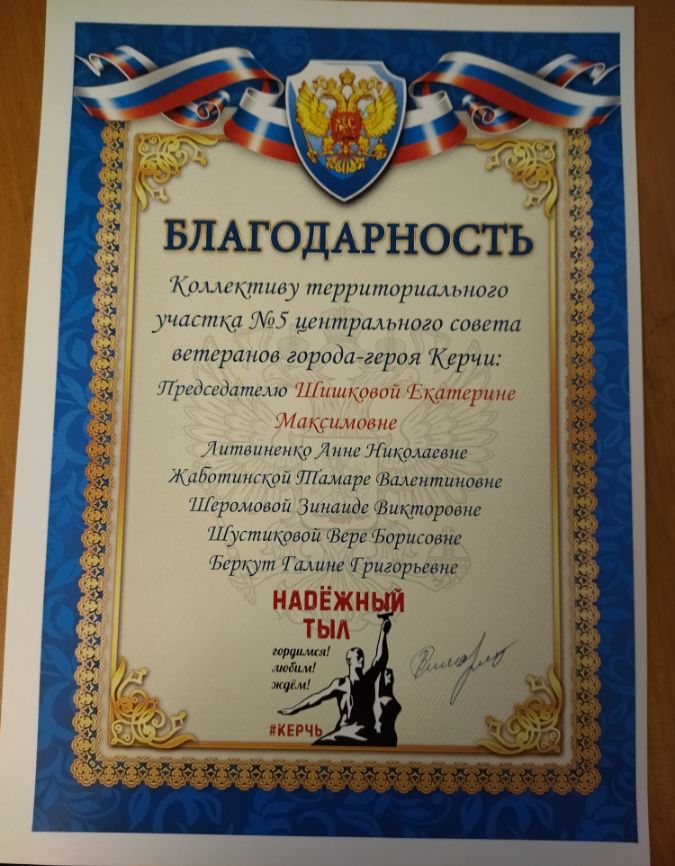 БЛАГОДАРНОСТЬ
Коллективу территориального
участка №5 центрального совета
ветеранов города-героя Керчи:
Председателю Шишковой Екатерине
Максимовне
Литвиненко Анне Николаевне
Жаботинской Тамаре Валентиновне
Шеромовой Зинаиде Викторовне
Шустиковой Вере Борисовне
Беркут Галине Григорьевне
НАДЁЖНЫЙ
ТЫЛ
гордимся!
любим!
ждём!
#КЕРЧЬ